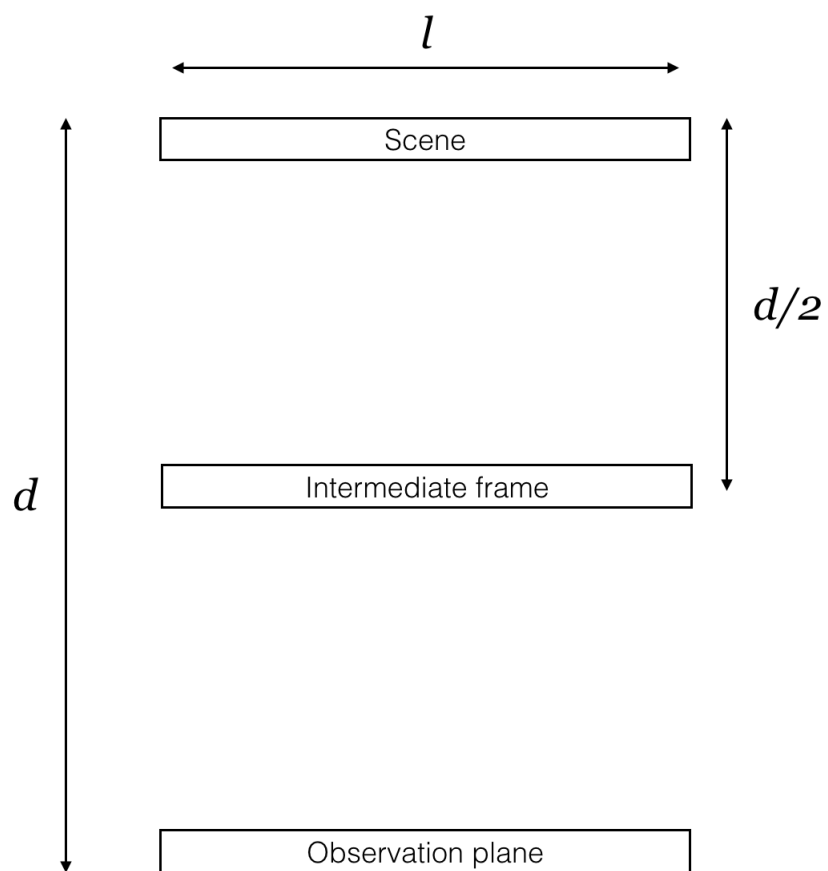 l
Scene
d/2
Intermediate frame
d
Observation plane